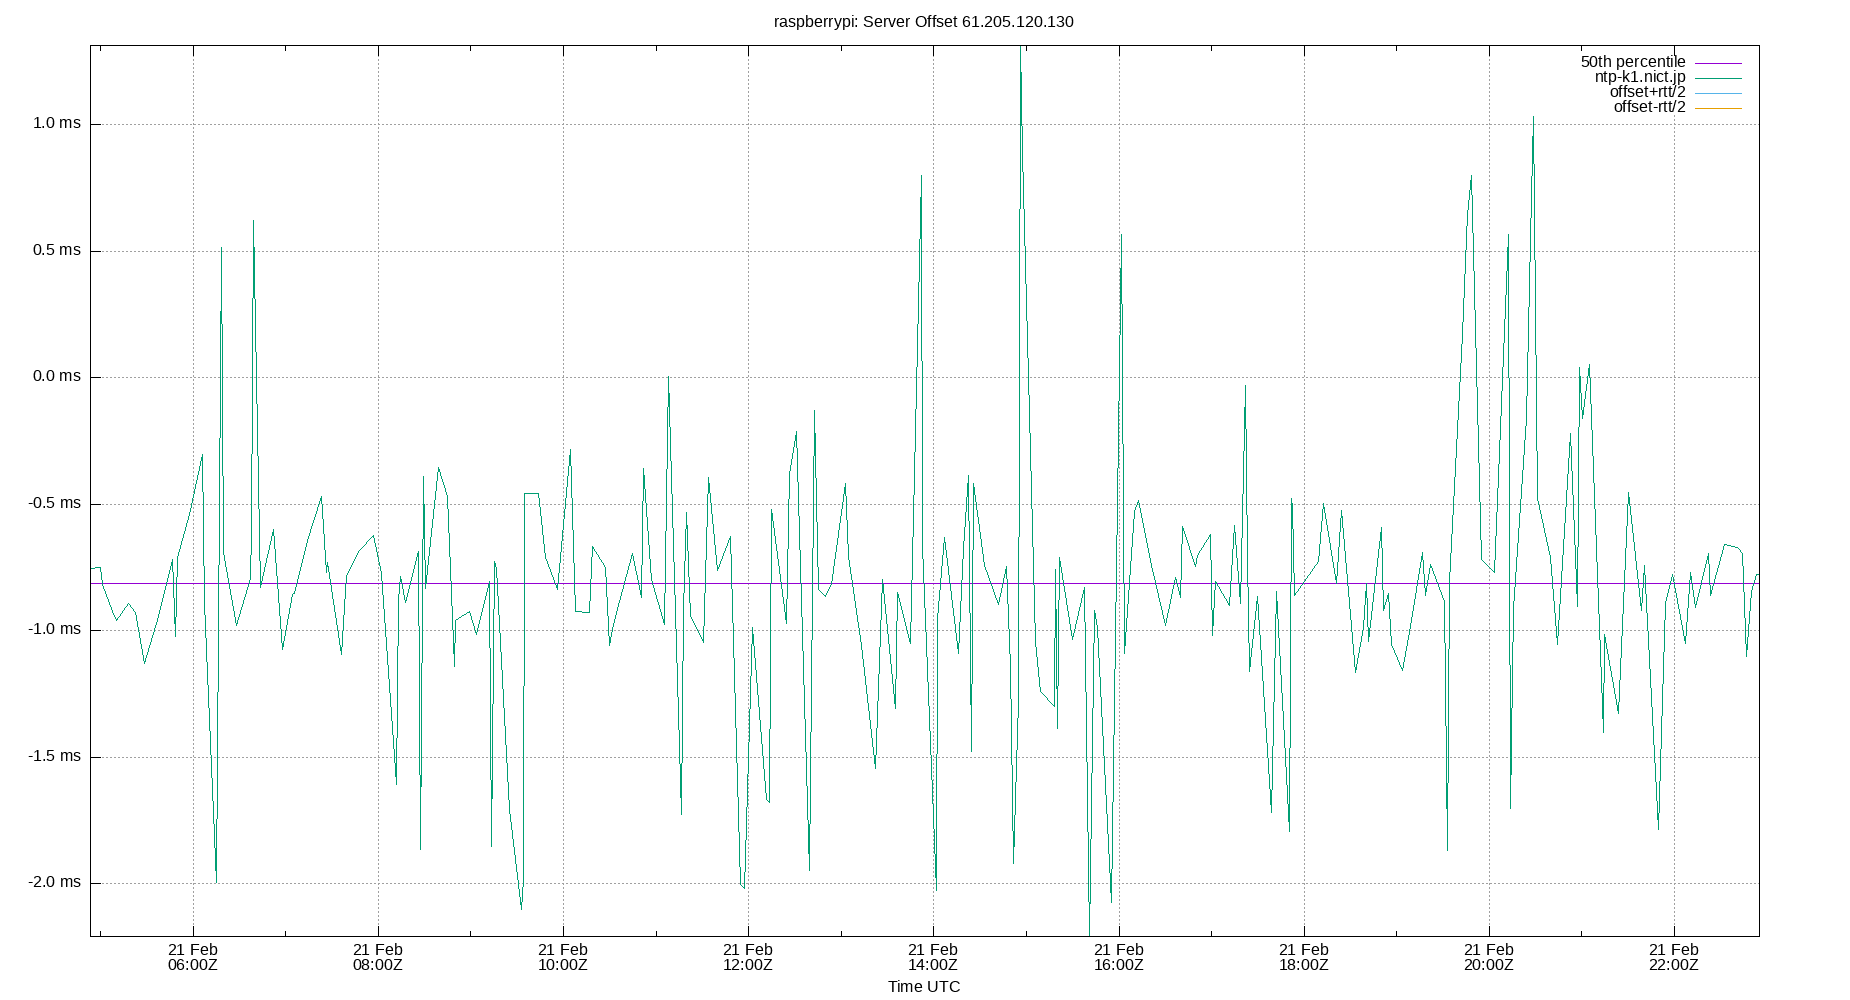 raspberrypi: Server Offset 61.205.120.130
50th percentile
ntp-k1.nict.jp
offset+rtt/2
offset-rtt/2
1.0 ms
0.5 ms
0.0 ms
-0.5 ms
-1.0 ms
-1.5 ms
-2.0 ms
21 Feb 21 Feb 21 Feb 21 Feb 21 Feb 21 Feb 21 Feb 21 Feb 21 Feb
06:00Z 08:00Z 10:00Z 12:00Z 14:00Z 16:00Z 18:00Z 20:00Z 22:00Z
Time UTC